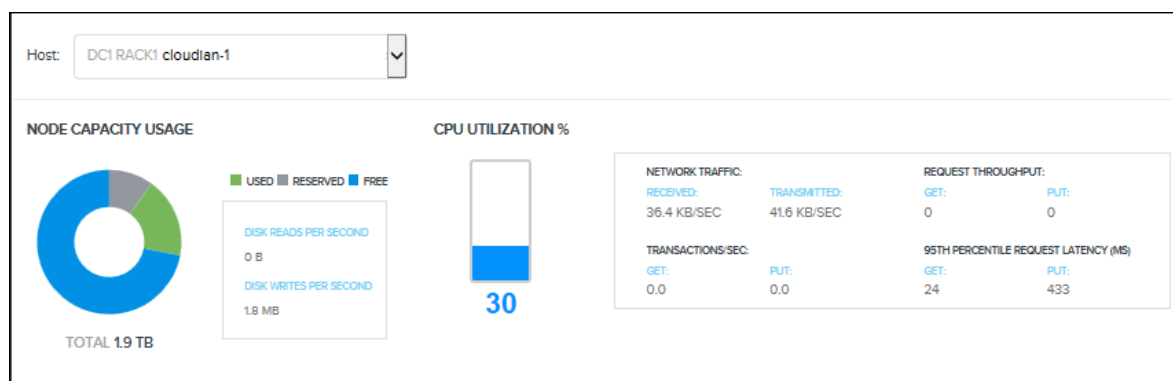 Host: DC1 RACK1 cloudian-1
NODE CAPACITY USAGE
USED RESERVED FREE
DISK READS PER SECOND
0 B
DISK WRITES PER SECOND
1.8 MB
TOTAL 1.9 TB
CPU UTILIZATION %
30
NETWORK TRAFFIC:
RECEIVED: TRANSMITTED:
36.4 KB/SEC 41.6 KB/SEC
TRANSACTIONS/SEC:
GET: PUT:
0.0 0.0
REQUEST THROUGHPUT:
GET: PUT:
0 0
95TH PERCENTILE REQUEST LATENCY (MS)
GET: PUT:
24 433